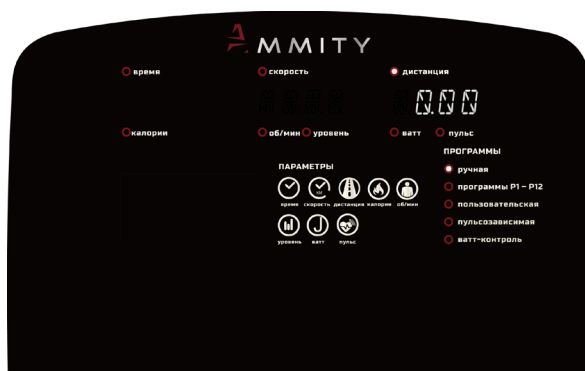 AMMITY
время скорость дистанция
0.00
калории об/мин уровень ватт пульс
ПРОГРАММЫ
ручная
программы P1 – P12
пользовательская
пульсозависимая
ватт-контроль
ПАРАМЕТРЫ
время скорость дистанция калории об/мин
уровень ватт пульс